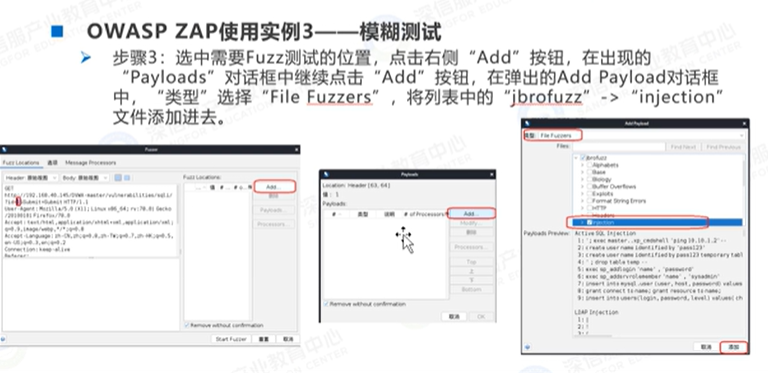 OWASP ZAP使用实例3——模糊测试
步骤3：选中需要Fuzz测试的位置，点击右侧“Add”按钮，在出现的
“Payloads”对话框中继续点击“Add”按钮，在弹出的Add Payload对话框
中，“类型”选择“File Fuzzers”，将列表中的“jbrofuzz”->“injection”
文件添加进去。
Fuzzer
Fuzz Locations 选项 Message Processors
Header: 原始视图 Body: 原始视图
Fuzz Locations:
GET
http://192.168.40.145/DVWA-master/vulnerabilities/sqli/
?id=1&Submit=Submit HTTP/1.1
User-Agent: Mozilla/5.0 (X11; Linux x86_64; rv:78.0) Gecko
/20100101 Firefox/78.0
Accept: text/html,application/xhtml+xml,application/xml;
q=0.9,image/webp,*/*;q=0.8
Accept-Language: zh-CN,zh;q=0.8,zh-TW;q=0.7,zh-HK;q=0.5,
en-US;q=0.3,en;q=0.2
Connection: keep-alive
Referer:
Add...
删除
Payloads...
Processors...
Remove without confirmation
Start Fuzzer 重置 取消
Payloads
Location: Header [63, 64]
值: 1
Payloads:
# 类型 说明 # of Processors
Add...
Modify...
删除
Processors...
Top
上
下
Bottom
Remove without confirmation
取消 OK
Add Payload
类型: File Fuzzers
Files:
Find Next Find Previous
jbrofuzz
Alphabets
Base
Biology
Buffer Overflows
Exploits
Format String Errors
HTTP
Headers
Injection
Payloads Preview:
Active SQL Injection
1: '; exec master..xp_cmdshell 'ping 10.10.1.2'--
2: create user name identified by 'pass123'
3: create user name identified by pass123 temporary tabl
4: ' ; drop table temp --
5: exec sp_addlogin 'name' , 'password'
6: exec sp_addsrvrolemember 'name' , 'sysadmin'
7: insert into mysql.user (user, host, password) values
8: grant connect to name; grant resource to name;
9: insert into users(login, password, level) values( ch
LDAP Injection
1: |
2: !
取消 添加